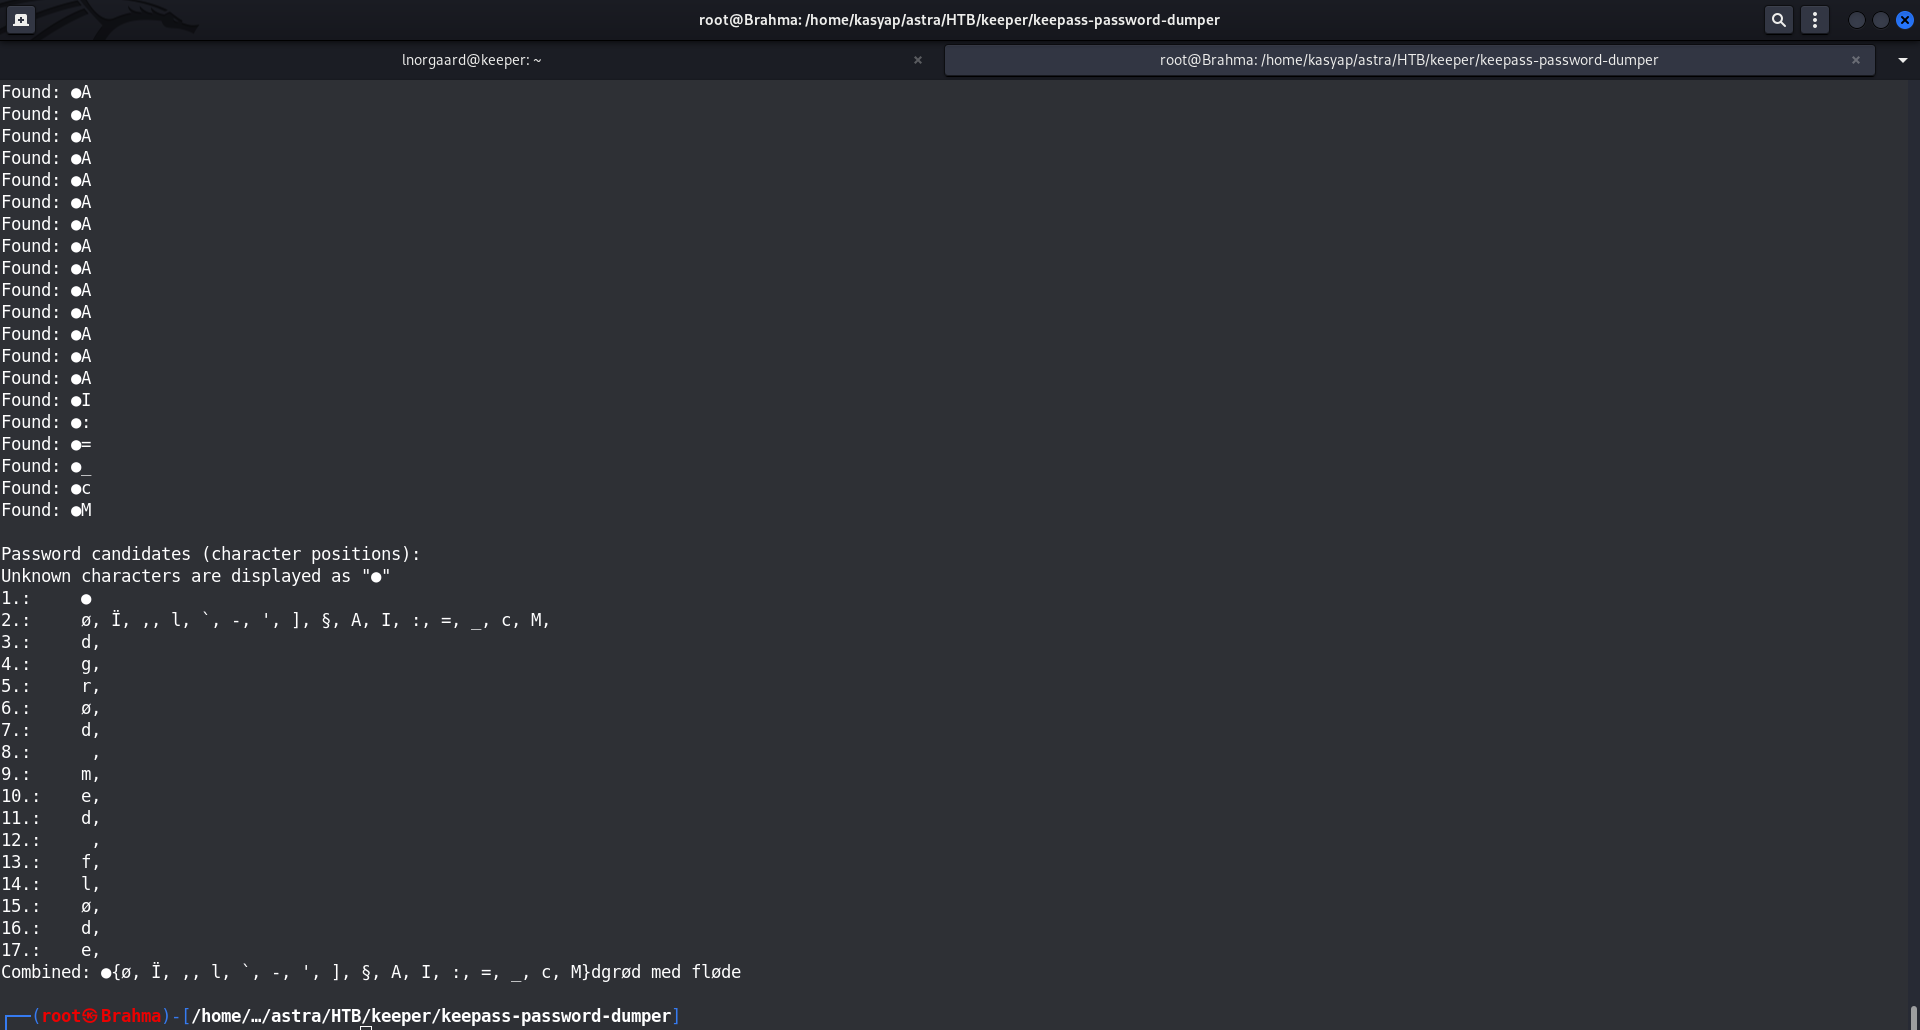 root@Brahma: /home/kasyap/astra/HTB/keeper/keepass-password-dumper
lnorgaard@keeper: ~
root@Brahma: /home/kasyap/astra/HTB/keeper/keepass-password-dumper
Found: ●A
Found: ●A
Found: ●A
Found: ●A
Found: ●A
Found: ●A
Found: ●A
Found: ●A
Found: ●A
Found: ●A
Found: ●A
Found: ●A
Found: ●A
Found: ●A
Found: ●I
Found: ●:
Found: ●=
Found: ●_
Found: ●c
Found: ●M
Password candidates (character positions):
Unknown characters are displayed as "●"
1.: ●
2.: ø, Ï, ,, l, `, -, ', ], §, A, I, :, =, _, c, M,
3.: d,
4.: g,
5.: r,
6.: ø,
7.: d,
8.:  ,
9.: m,
10.: e,
11.: d,
12.:  ,
13.: f,
14.: l,
15.: ø,
16.: d,
17.: e,
Combined: ●{ø, Ï, ,, l, `, -, ', ], §, A, I, :, =, _, c, M}dgrød med fløde
┌──(root㉿Brahma)-[/home/…/astra/HTB/keeper/keepass-password-dumper]